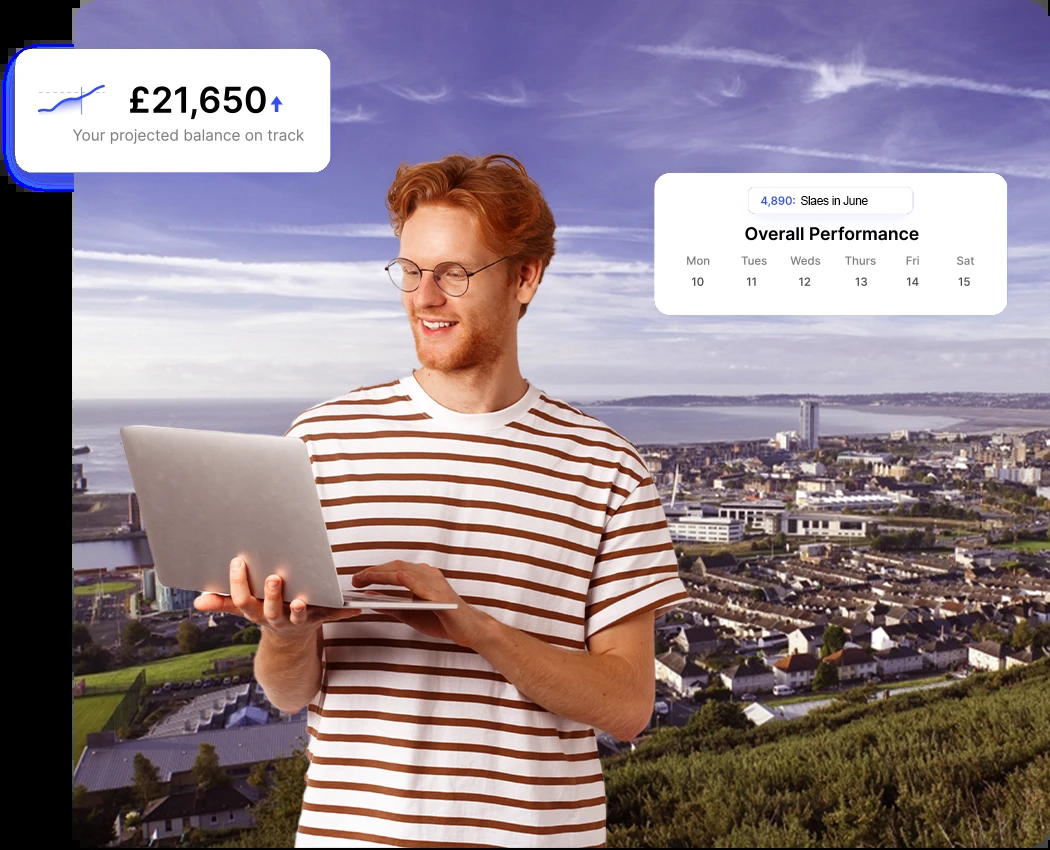 £21,650
Your projected balance on track
4,890: Slaes in June
Overall Performance
Mon Tues Weds Thurs Fri Sat
10 11 12 13 14 15